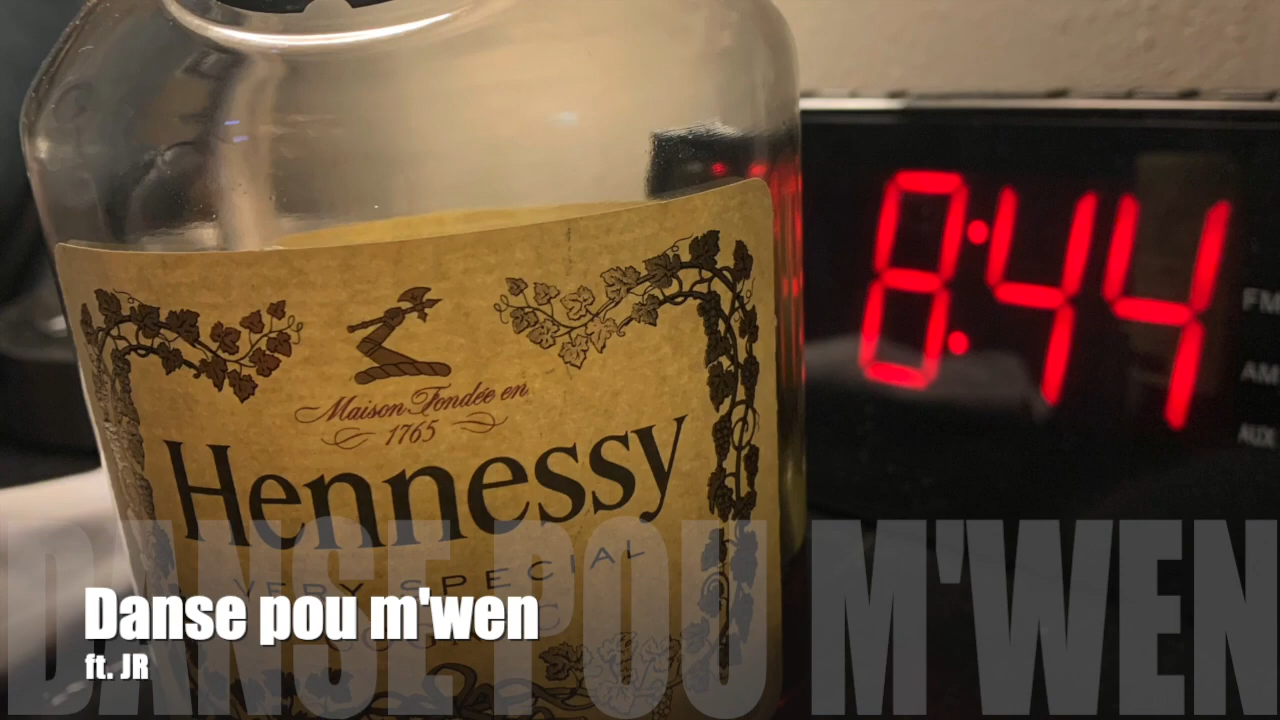 Maison Fondée en
1765
Hennessy
VERY SPECIAL
COGNAC
8:44
FM
AM
AUX
DANSE POU M'WEN
Danse pou m'wen
ft. JR